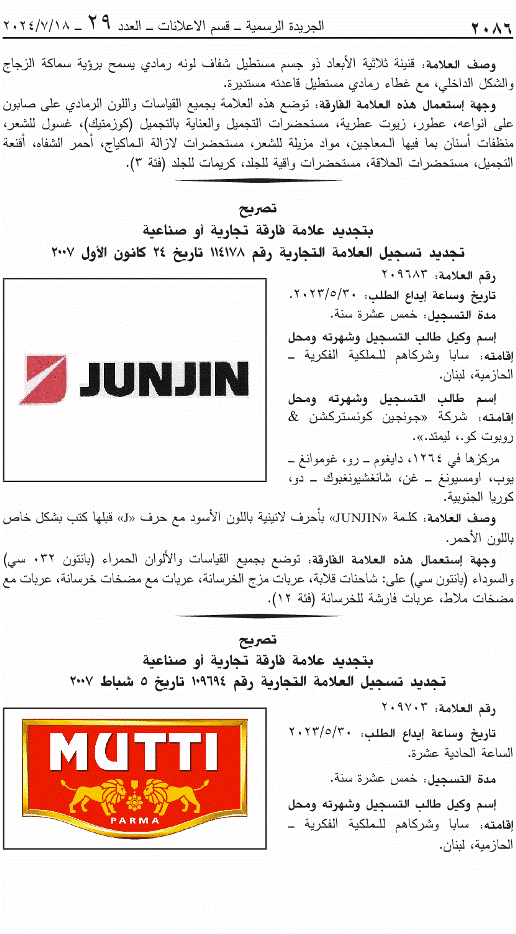 ٢٠٨٦
الجريدة الرسمية ــ قسم الاعلانات ــ العدد ٢٩ ــ ٢٠٢٤/٧/١٨
وصف العلامة: قنينة ثلاثية الأبعاد ذو جسم مستطيل شفاف لونه رمادي يسمح برؤية سماكة الزجاج
والشكل الداخلي، مع غطاء رمادي مستطيل قاعدته مستديرة.
وجهة إستعمال هذه العلامة الفارقة: توضع هذه العلامة بجميع القياسات واللون الرمادي على صابون
على انواعه، عطور، زيوت عطرية، مستحضرات التجميل والعناية بالتجميل (كوزمتيك)، غسول للشعر،
منظفات أسنان بما فيها المعاجين، مواد مزيلة للشعر، مستحضرات لازالة الماكياج، أحمر الشفاه، أقنعة
التجميل، مستحضرات الحلاقة، مستحضرات واقية للجلد، كريمات للجلد (فئة ٣).
تصريح
بتجديد علامة فارقة تجارية أو صناعية
تجديد تسجيل العلامة التجارية رقم ١١٤١٧٨ تاريخ ٢٤ كانون الأول ٢٠٠٧
رقم العلامة: ٢٠٩٦٨٣
تاريخ وساعة إيداع الطلب: ٢٠٢٣/٥/٣٠.
مدة التسجيل: خمس عشرة سنة.
إسم وكيل طالب التسجيل وشهرته ومحل
إقامته: سابا وشركاهم للملكية الفكرية ــ
الحازمية، لبنان.
إسم طالب التسجيل وشهرته ومحل
إقامته: شركة «جونجين كونستركشن &
روبوت كو.، ليمتد.».
مركزها في ١٢٦٤، دايغوم ــ رو، غوموانغ ــ
يوب، اومسيونغ ــ غن، شانغشيونغبوك ــ دو،
كوريا الجنوبية.
JUNJIN
وصف العلامة: كلمة «JUNJIN» بأحرف لاتينية باللون الأسود مع حرف «J» قبلها كتب بشكل خاص
باللون الأحمر.
وجهة إستعمال هذه العلامة الفارقة: توضع بجميع القياسات والألوان الحمراء (بانتون ٠٣٢ سي)
والسوداء (بانتون سي) على: شاحنات قلابة، عربات مزج الخرسانة، عربات مع مضخات خرسانة، عربات مع
مضخات ملاط، عربات فارشة للخرسانة (فئة ١٢).
تصريح
بتجديد علامة فارقة تجارية أو صناعية
تجديد تسجيل العلامة التجارية رقم ١٠٩٦٩٤ تاريخ ٥ شباط ٢٠٠٧
رقم العلامة: ٢٠٩٧٠٣
تاريخ وساعة إيداع الطلب: ٢٠٢٣/٥/٣٠
الساعة الحادية عشرة.
مدة التسجيل: خمس عشرة سنة.
إسم وكيل طالب التسجيل وشهرته ومحل
إقامته: سابا وشركاهم للملكية الفكرية ــ
الحازمية، لبنان.
MUTTI
PARMA